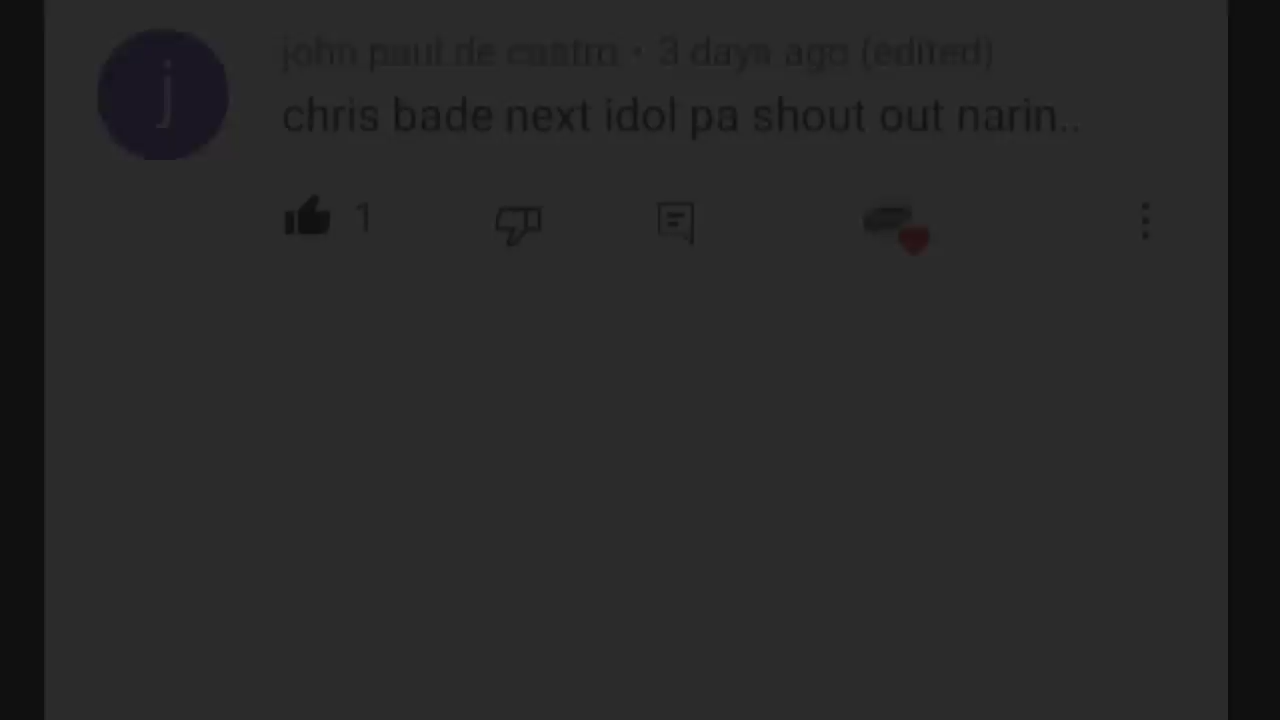 j
john paul de castro • 3 days ago (edited)
chris bade next idol pa shout out narin..
1